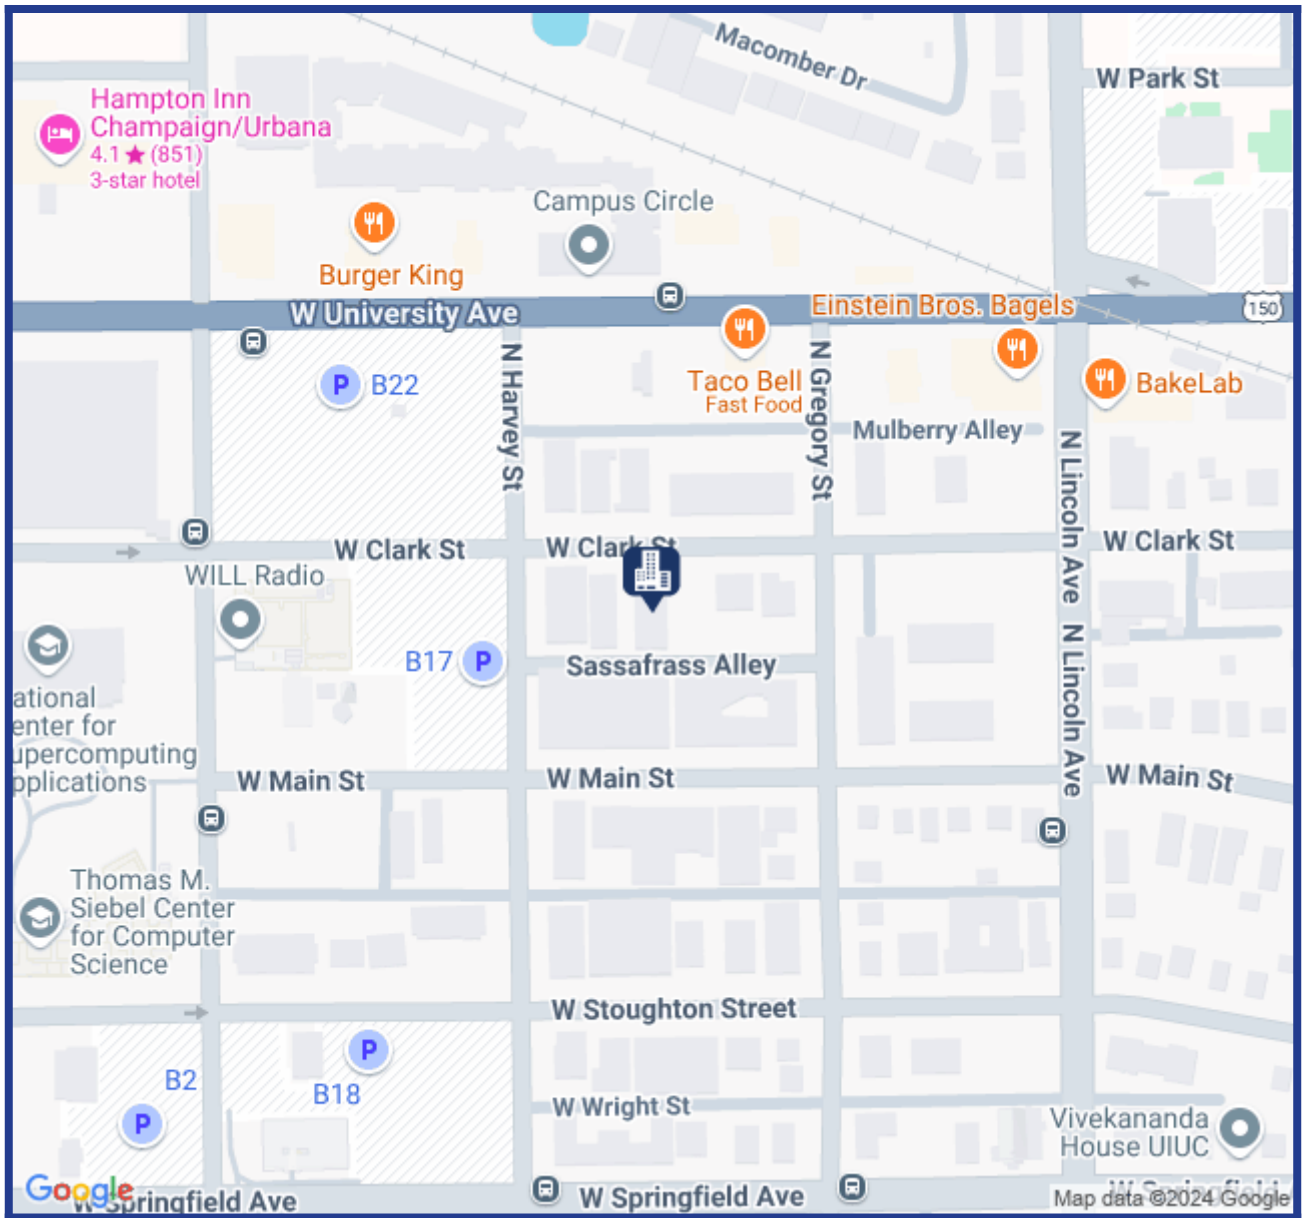 Macomber Dr
W Park St
Hampton Inn
Champaign/Urbana
4.1 ★ (851)
3-star hotel
Campus Circle
Burger King
W University Ave
Einstein Bros. Bagels
150
N Harvey St
B22
P
Taco Bell
Fast Food
N Gregory St
BakeLab
Mulberry Alley
N Lincoln Ave
W Clark St
W Clark St
W Clark St
WILL Radio
B17
P
Sassafrass Alley
N Lincoln Ave
ational
enter for
upercomputing
pplications
W Main St
W Main St
W Main St
Thomas M.
Siebel Center
for Computer
Science
W Stoughton Street
P
B2
B18
P
W Wright St
Vivekananda
House UIUC
Google
W Springfield Ave
W Springfield Ave
W Springfield
Map data ©2024 Google